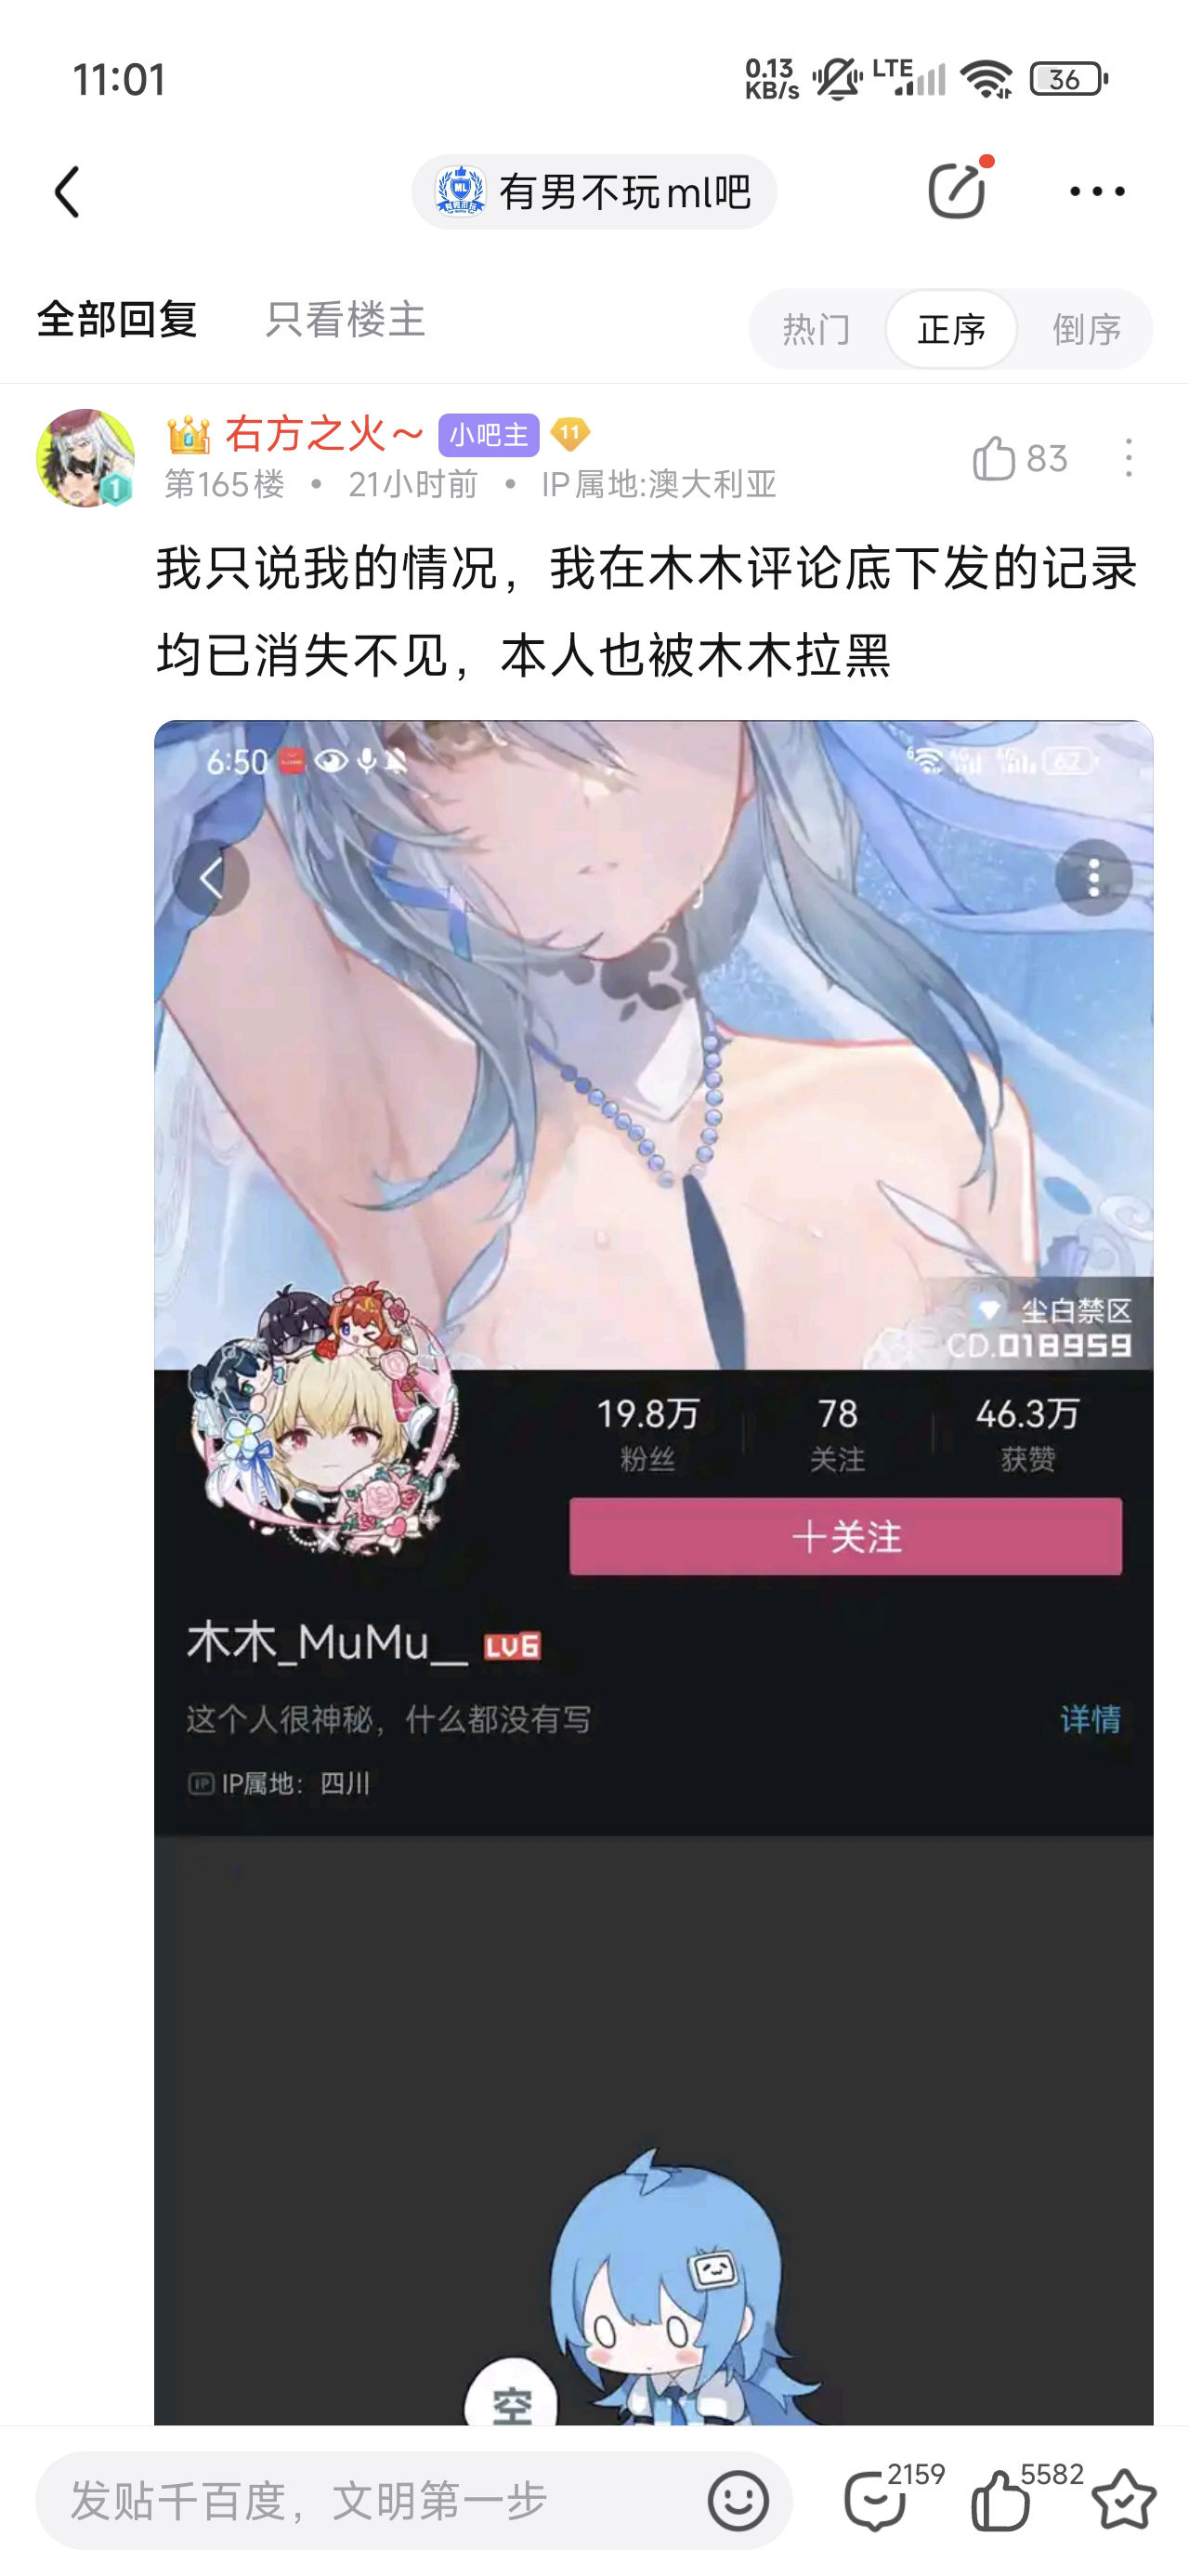 11:01
0.13
KB/s
LTE
36
ML
有男不玩ml吧
全部回复
只看楼主
热门
正序
倒序
右方之火～
小吧主
11
1
第165楼 • 21小时前 • IP属地:澳大利亚
83
我只说我的情况，我在木木评论底下发的记录
均已消失不见，本人也被木木拉黑
6:50
6
62
尘白禁区
CD.018959
19.8万
78
46.3万
粉丝
关注
获赞
十关注
木木_MuMu__
LV6
这个人很神秘，什么都没有写
详情
IP
IP属地：四川
空
发贴千百度，文明第一步
2159
5582